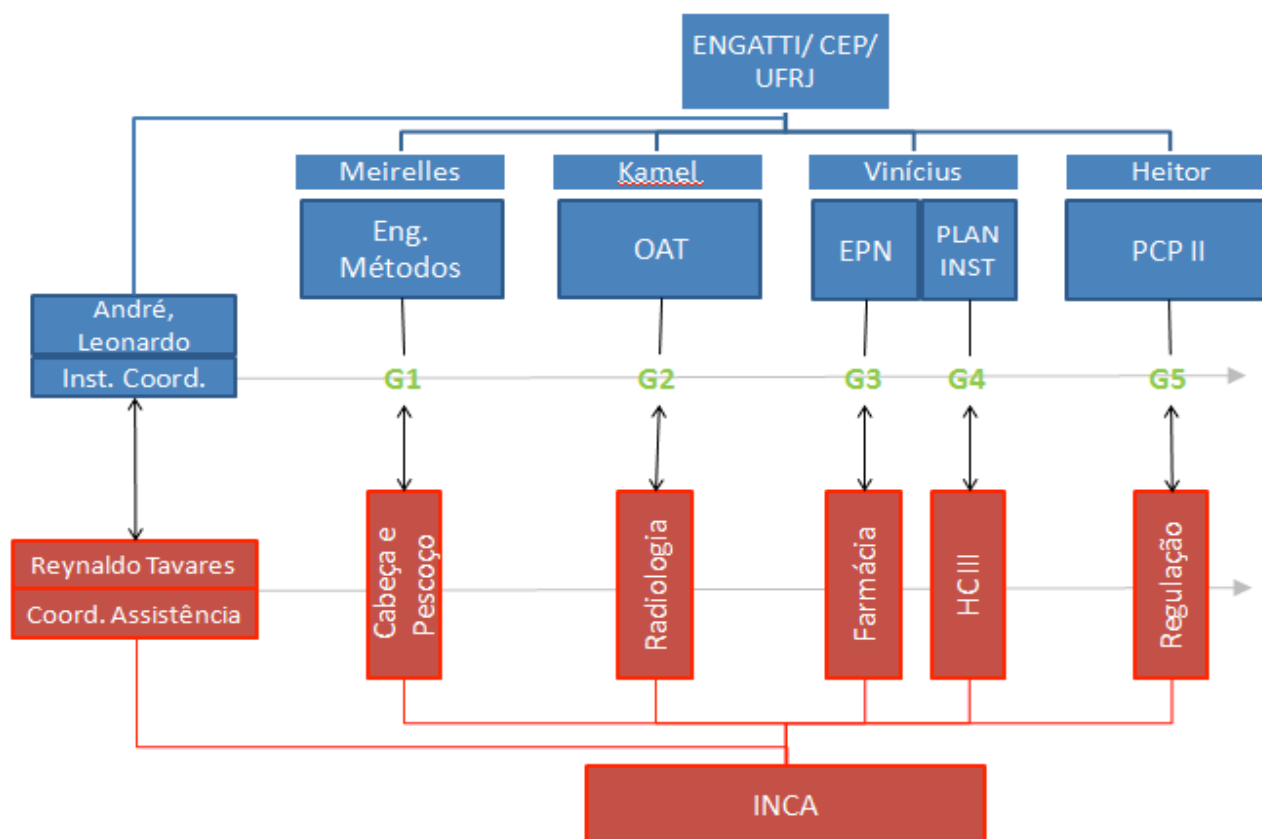 ENGATTI/ CEP/
UFRJ
Meirelles
Kamel
Vinícius
Heitor
Eng.
Métodos
OAT
EPN
PLAN
INST
PCP II
André,
Leonardo
Inst. Coord.
G1
G2
G3
G4
G5
Reynaldo Tavares
Coord. Assistência
Cabeça e
Pescoço
Radiologia
Farmácia
HC III
Regulação
INCA